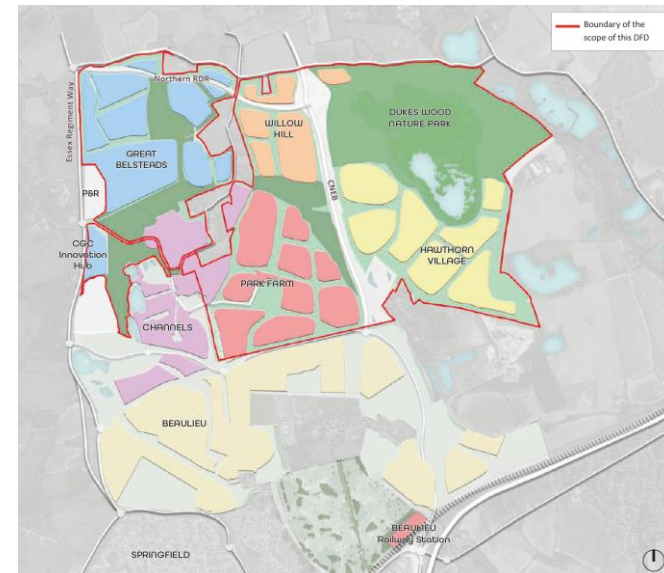 Boundary of the
scope of this DFD
Northern RDR
Essex Regiment Way
WILLOW
HILL
DUKES WOOD
NATURE PARK
GREAT
BELSTEADS
P&R
CNEB
CGC
Innovation
Hub
HAWTHORN
VILLAGE
PARK FARM
CHANNELS
BEAULIEU
BEAULIEU
Railway Station
SPRINGFIELD